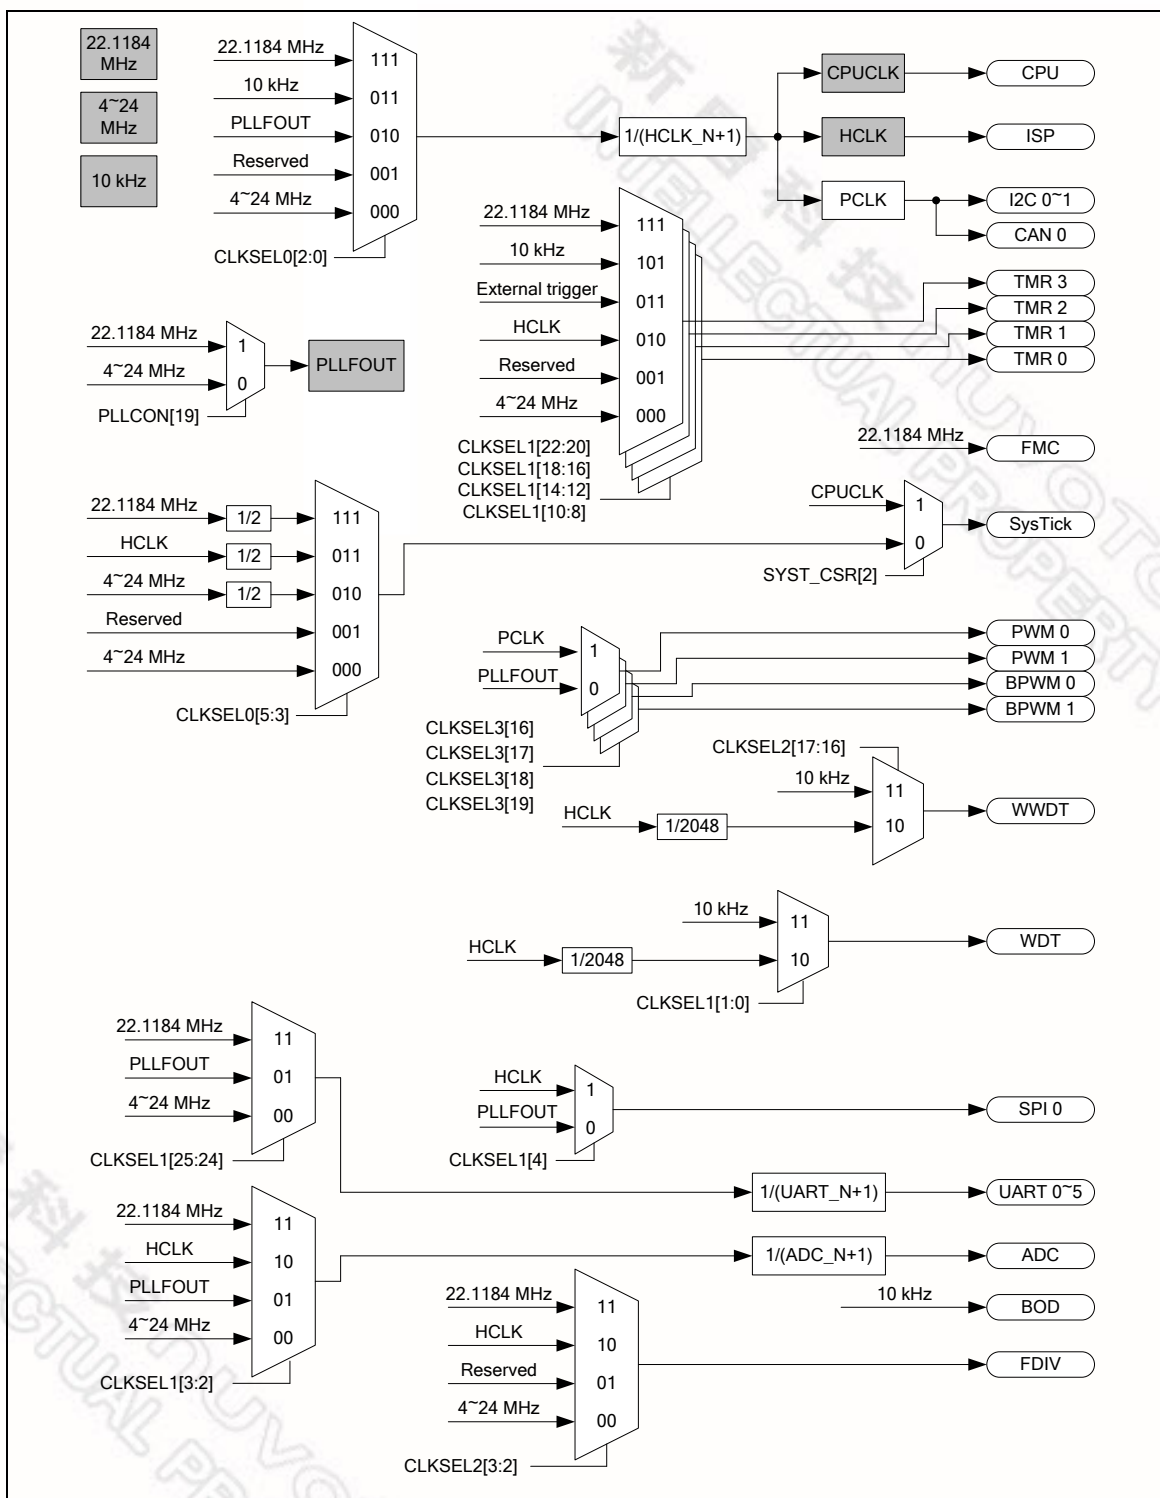 22.1184
MHz
4~24
MHz
10 kHz
22.1184 MHz
10 kHz
PLLFOUT
Reserved
4~24 MHz
111
011
010
001
000
CLKSEL0[2:0]
1/(HCLK_N+1)
CPUCLK
HCLK
PCLK
CPU
ISP
I2C 0~1
CAN 0
22.1184 MHz
10 kHz
External trigger
HCLK
Reserved
4~24 MHz
111
101
011
010
001
000
CLKSEL1[22:20]
CLKSEL1[18:16]
CLKSEL1[14:12]
CLKSEL1[10:8]
TMR 3
TMR 2
TMR 1
TMR 0
22.1184 MHz
4~24 MHz
1
0
PLLCON[19]
PLLFOUT
22.1184 MHz
FMC
22.1184 MHz
HCLK
4~24 MHz
Reserved
4~24 MHz
1/2
1/2
1/2
111
011
010
001
000
CLKSEL0[5:3]
CPUCLK
1
0
SYST_CSR[2]
SysTick
PCLK
PLLFOUT
1
0
CLKSEL3[16]
CLKSEL3[17]
CLKSEL3[18]
CLKSEL3[19]
PWM 0
PWM 1
BPWM 0
BPWM 1
CLKSEL2[17:16]
10 kHz
HCLK
1/2048
11
10
WWDT
10 kHz
HCLK
1/2048
11
10
CLKSEL1[1:0]
WDT
22.1184 MHz
PLLFOUT
4~24 MHz
11
01
00
CLKSEL1[25:24]
HCLK
PLLFOUT
1
0
CLKSEL1[4]
SPI 0
1/(UART_N+1)
UART 0~5
22.1184 MHz
HCLK
PLLFOUT
4~24 MHz
11
10
01
00
CLKSEL1[3:2]
1/(ADC_N+1)
ADC
10 kHz
BOD
22.1184 MHz
HCLK
Reserved
4~24 MHz
11
10
01
00
CLKSEL2[3:2]
FDIV
新唐科技 nuvoTo
INTELLECTUAL PROPERTY
科技 nuvo
ECTUAL PR